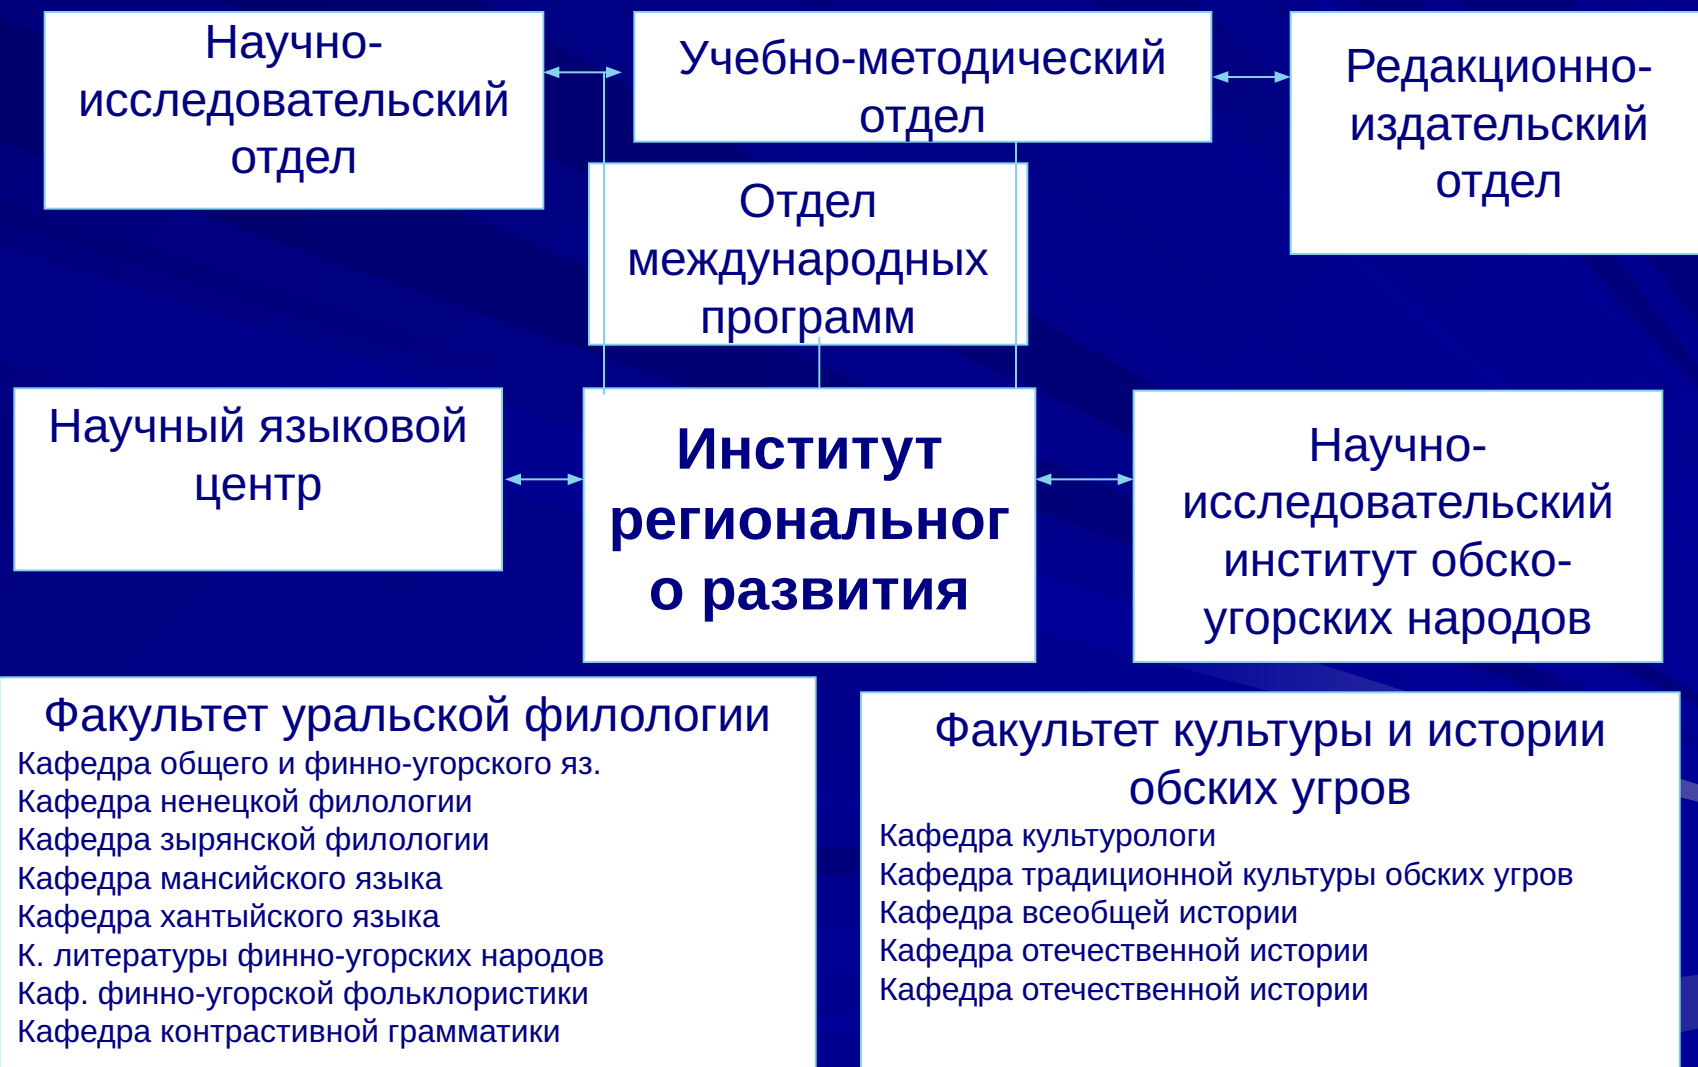 Научно-
исследовательский
отдел
Учебно-методический
отдел
Редакционно-
издательский
отдел
Отдел
международных
программ
Научный языковой
центр
Институт
региональног
о развития
Научно-
исследовательский
институт обско-
угорских народов
Факультет уральской филологии
Кафедра общего и финно-угорского яз.
Кафедра ненецкой филологии
Кафедра зырянской филологии
Кафедра мансийского языка
Кафедра хантыйского языка
К. литературы финно-угорских народов
Каф. финно-угорской фольклористики
Кафедра контрастивной грамматики
Факультет культуры и истории
обских угров
Кафедра культурологи
Кафедра традиционной культуры обских угров
Кафедра всеобщей истории
Кафедра отечественной истории
Кафедра отечественной истории